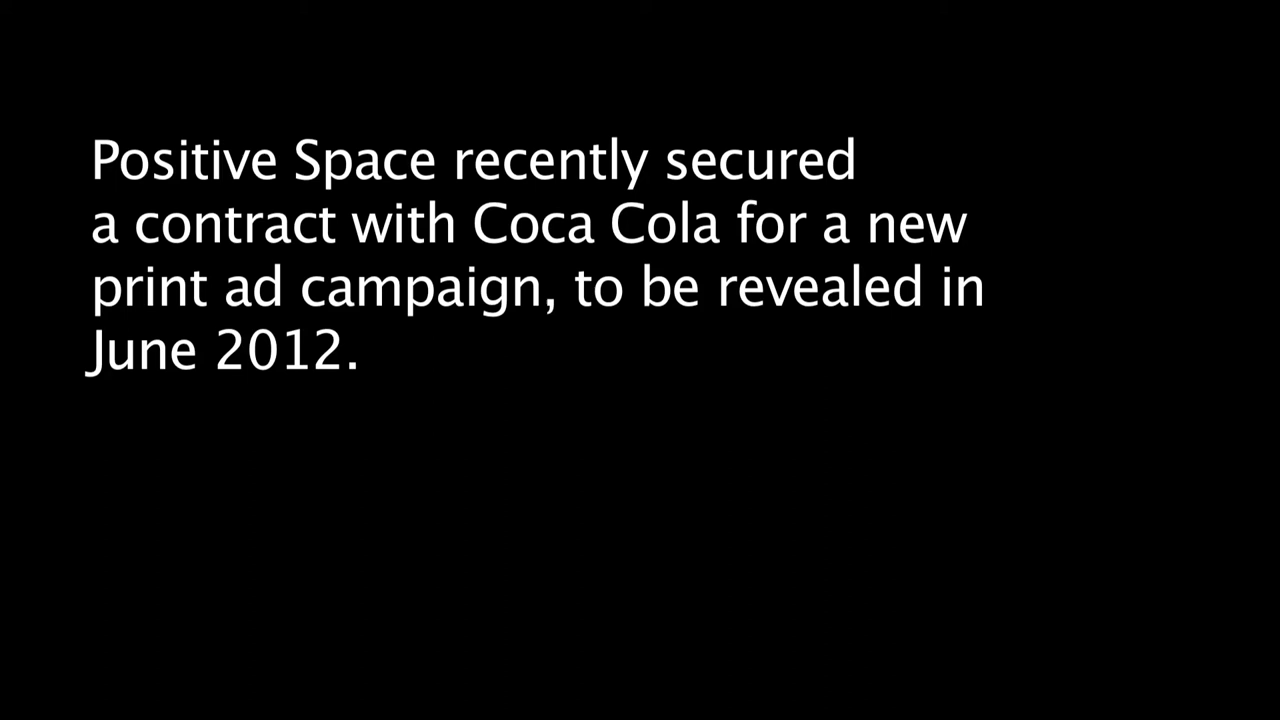 Positive Space recently secured
a contract with Coca Cola for a new
print ad campaign, to be revealed in
June 2012.